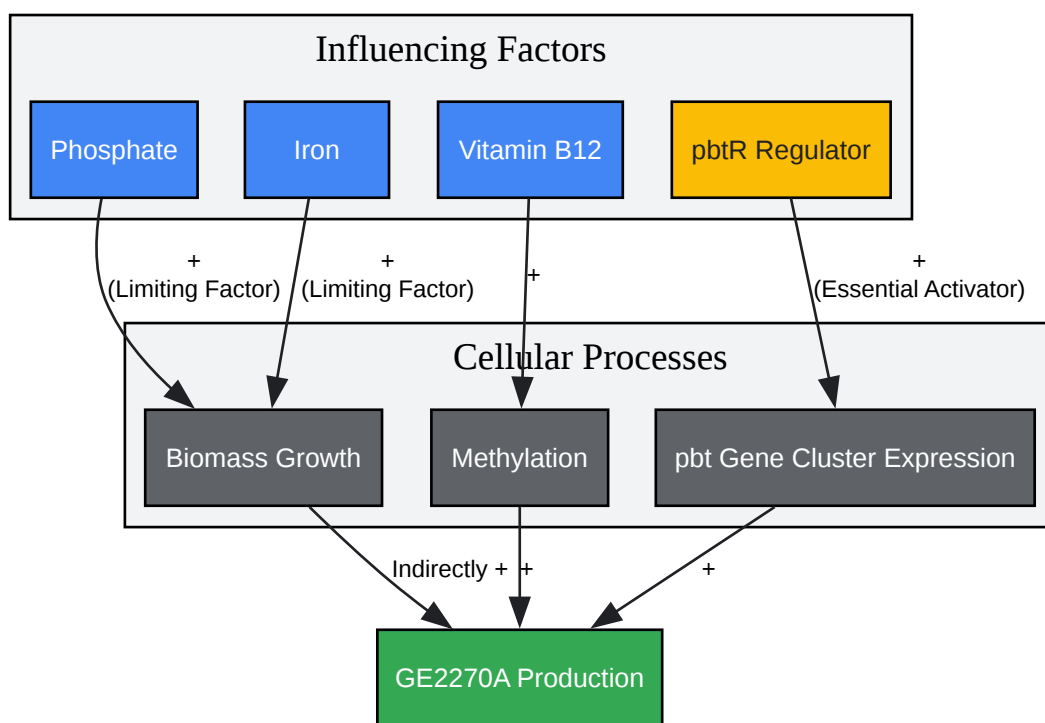 Influencing Factors
Phosphate
Iron
Vitamin B12
pbtR Regulator
+
(Limiting Factor)
+
(Limiting Factor)
+
+
(Essential Activator)
Cellular Processes
Biomass Growth
Methylation
pbt Gene Cluster Expression
Indirectly +
+
+
GE2270A Production